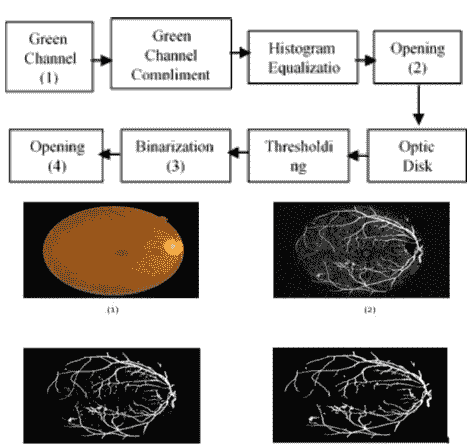 Green
Channel
(1)
Green
Channel
Compliment
Histogram
Equalizatio
Opening
(2)
Opening
(4)
Binarization
(3)
Thresholdi
ng
Optic
Disk
(1)
(2)